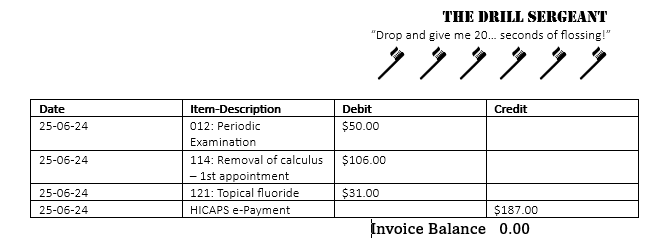 THE DRILL SERGEANT
"Drop and give me 20... seconds of flossing!"
Date Item-Description Debit Credit
25-06-24 012: Periodic Examination $50.00
25-06-24 114: Removal of calculus – 1st appointment $106.00
25-06-24 121: Topical fluoride $31.00
25-06-24 HICAPS e-Payment $187.00
Invoice Balance 0.00